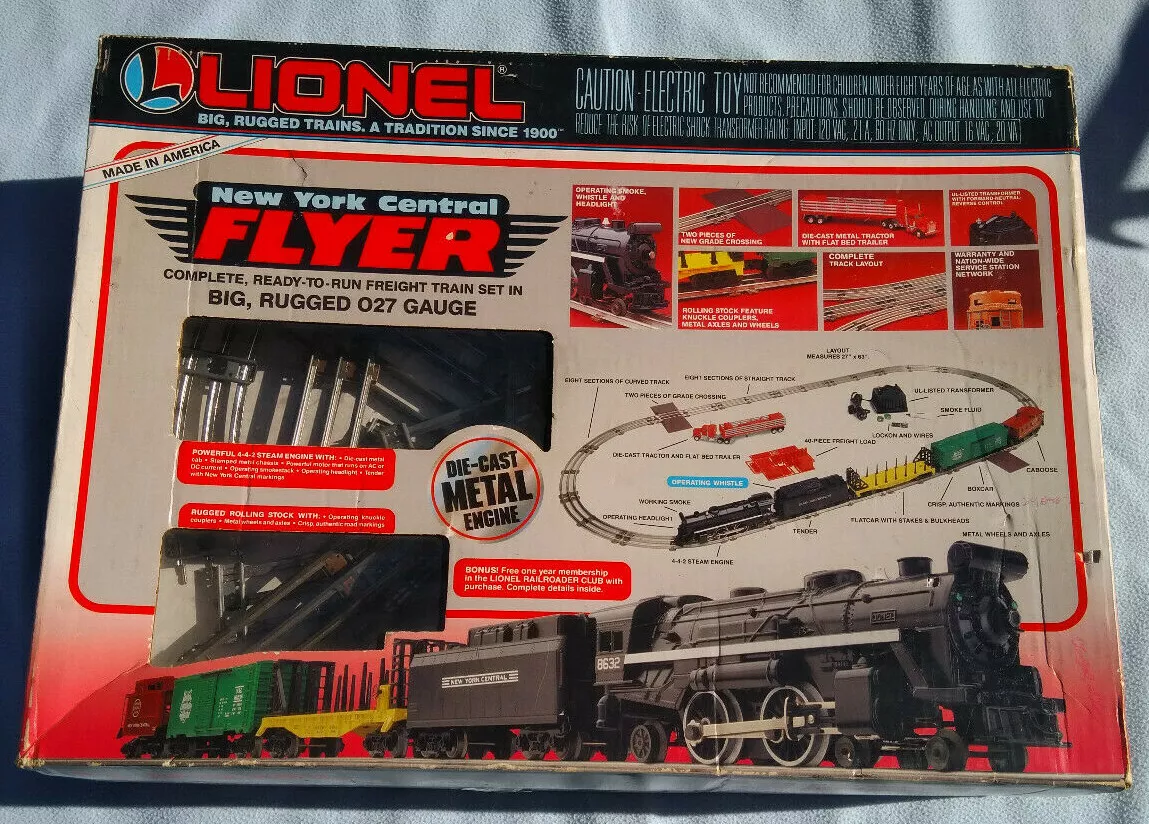 LIONEL®
BIG, RUGGED TRAINS. A TRADITION SINCE 1900™
CAUTION - ELECTRIC TOY
NOT RECOMMENDED FOR CHILDREN UNDER EIGHT YEARS OF AGE. AS WITH ALL ELECTRIC
PRODUCTS, PRECAUTIONS SHOULD BE OBSERVED DURING HANDLING AND USE TO
REDUCE THE RISK OF ELECTRIC SHOCK. TRANSFORMER RATING: INPUT 120 VAC, .21 A, 60 HZ ONLY, AC OUTPUT 16 VAC, 20 VA
MADE IN AMERICA
New York Central
FLYER
COMPLETE, READY-TO-RUN FREIGHT TRAIN SET IN
BIG, RUGGED O27 GAUGE
OPERATING SMOKE,
WHISTLE AND
HEADLIGHT
TWO PIECES OF
NEW GRADE CROSSING
DIE-CAST METAL TRACTOR
WITH FLAT BED TRAILER
UL-LISTED TRANSFORMER
WITH FORWARD-NEUTRAL-
REVERSE CONTROL
ROLLING STOCK FEATURE
KNUCKLE COUPLERS,
METAL AXLES AND WHEELS
COMPLETE
TRACK LAYOUT
WARRANTY AND
NATION-WIDE
SERVICE STATION
NETWORK
LAYOUT
MEASURES 27" x 63"
EIGHT SECTIONS OF CURVED TRACK
EIGHT SECTIONS OF STRAIGHT TRACK
TWO PIECES OF GRADE CROSSING
UL-LISTED TRANSFORMER
SMOKE FLUID
LOCKON AND WIRES
40-PIECE FREIGHT LOAD
DIE-CAST TRACTOR AND FLAT BED TRAILER
OPERATING WHISTLE
CABOOSE
BOXCAR
WORKING SMOKE
CRISP, AUTHENTIC MARKINGS
OPERATING HEADLIGHT
FLATCAR WITH STAKES & BULKHEADS
TENDER
METAL WHEELS AND AXLES
4-4-2 STEAM ENGINE
POWERFUL 4-4-2 STEAM ENGINE WITH: • Die-cast metal
cab • Stamped metal chassis • Powerful motor that runs on AC or
DC current • Operating smokestack • Operating headlight • Tender
with New York Central markings
DIE-CAST
METAL
ENGINE
RUGGED ROLLING STOCK WITH: • Operating knuckle
couplers • Metal wheels and axles • Crisp, authentic road markings
BONUS! Free one year membership
in the LIONEL RAILROADER CLUB with
purchase. Complete details inside.
LIONEL
8632
NEW YORK CENTRAL